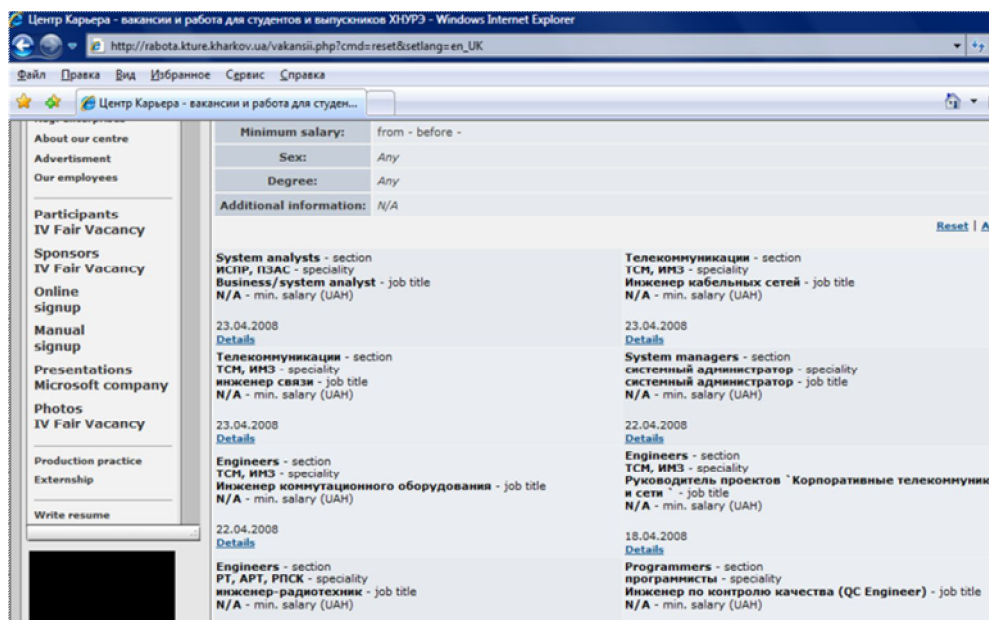 Центр Карьера - вакансии и работа для студентов и выпускников ХНУРЭ - Windows Internet Explorer
http://rabota.kture.kharkov.ua/vakansii.php?cmd=reset&setlang=en_UK
Файл Правка Вид Избранное Сервис Справка
Центр Карьера - вакансии и работа для студен...
About our centre
Advertisment
Our employees
Participants
IV Fair Vacancy
Sponsors
IV Fair Vacancy
Online
signup
Manual
signup
Presentations
Microsoft company
Photos
IV Fair Vacancy
Production practice
Externship
Write resume
Minimum salary: from - before -
Sex: Any
Degree: Any
Additional information: N/A
Reset | A
System analysts - section
ИСПР, ПЗАС - speciality
Business/system analyst - job title
N/A - min. salary (UAH)
23.04.2008
Details
Телекоммуникации - section
ТСМ, ИМЗ - speciality
Инженер кабельных сетей - job title
N/A - min. salary (UAH)
23.04.2008
Details
Телекоммуникации - section
ТСМ, ИМЗ - speciality
инженер связи - job title
N/A - min. salary (UAH)
23.04.2008
Details
System managers - section
системный администратор - speciality
системный администратор - job title
N/A - min. salary (UAH)
22.04.2008
Details
Engineers - section
ТСМ, ИМЗ - speciality
Инженер коммутационного оборудования - job title
N/A - min. salary (UAH)
22.04.2008
Details
Engineers - section
ТСМ, ИМЗ - speciality
Руководитель проектов `Корпоративные телекоммуник
и сети ` - job title
N/A - min. salary (UAH)
18.04.2008
Details
Engineers - section
РТ, АРТ, РПСК - speciality
инженер-радиотехник - job title
N/A - min. salary (UAH)
Programmers - section
программисты - speciality
Инженер по контролю качества (QC Engineer) - job title
N/A - min. salary (UAH)